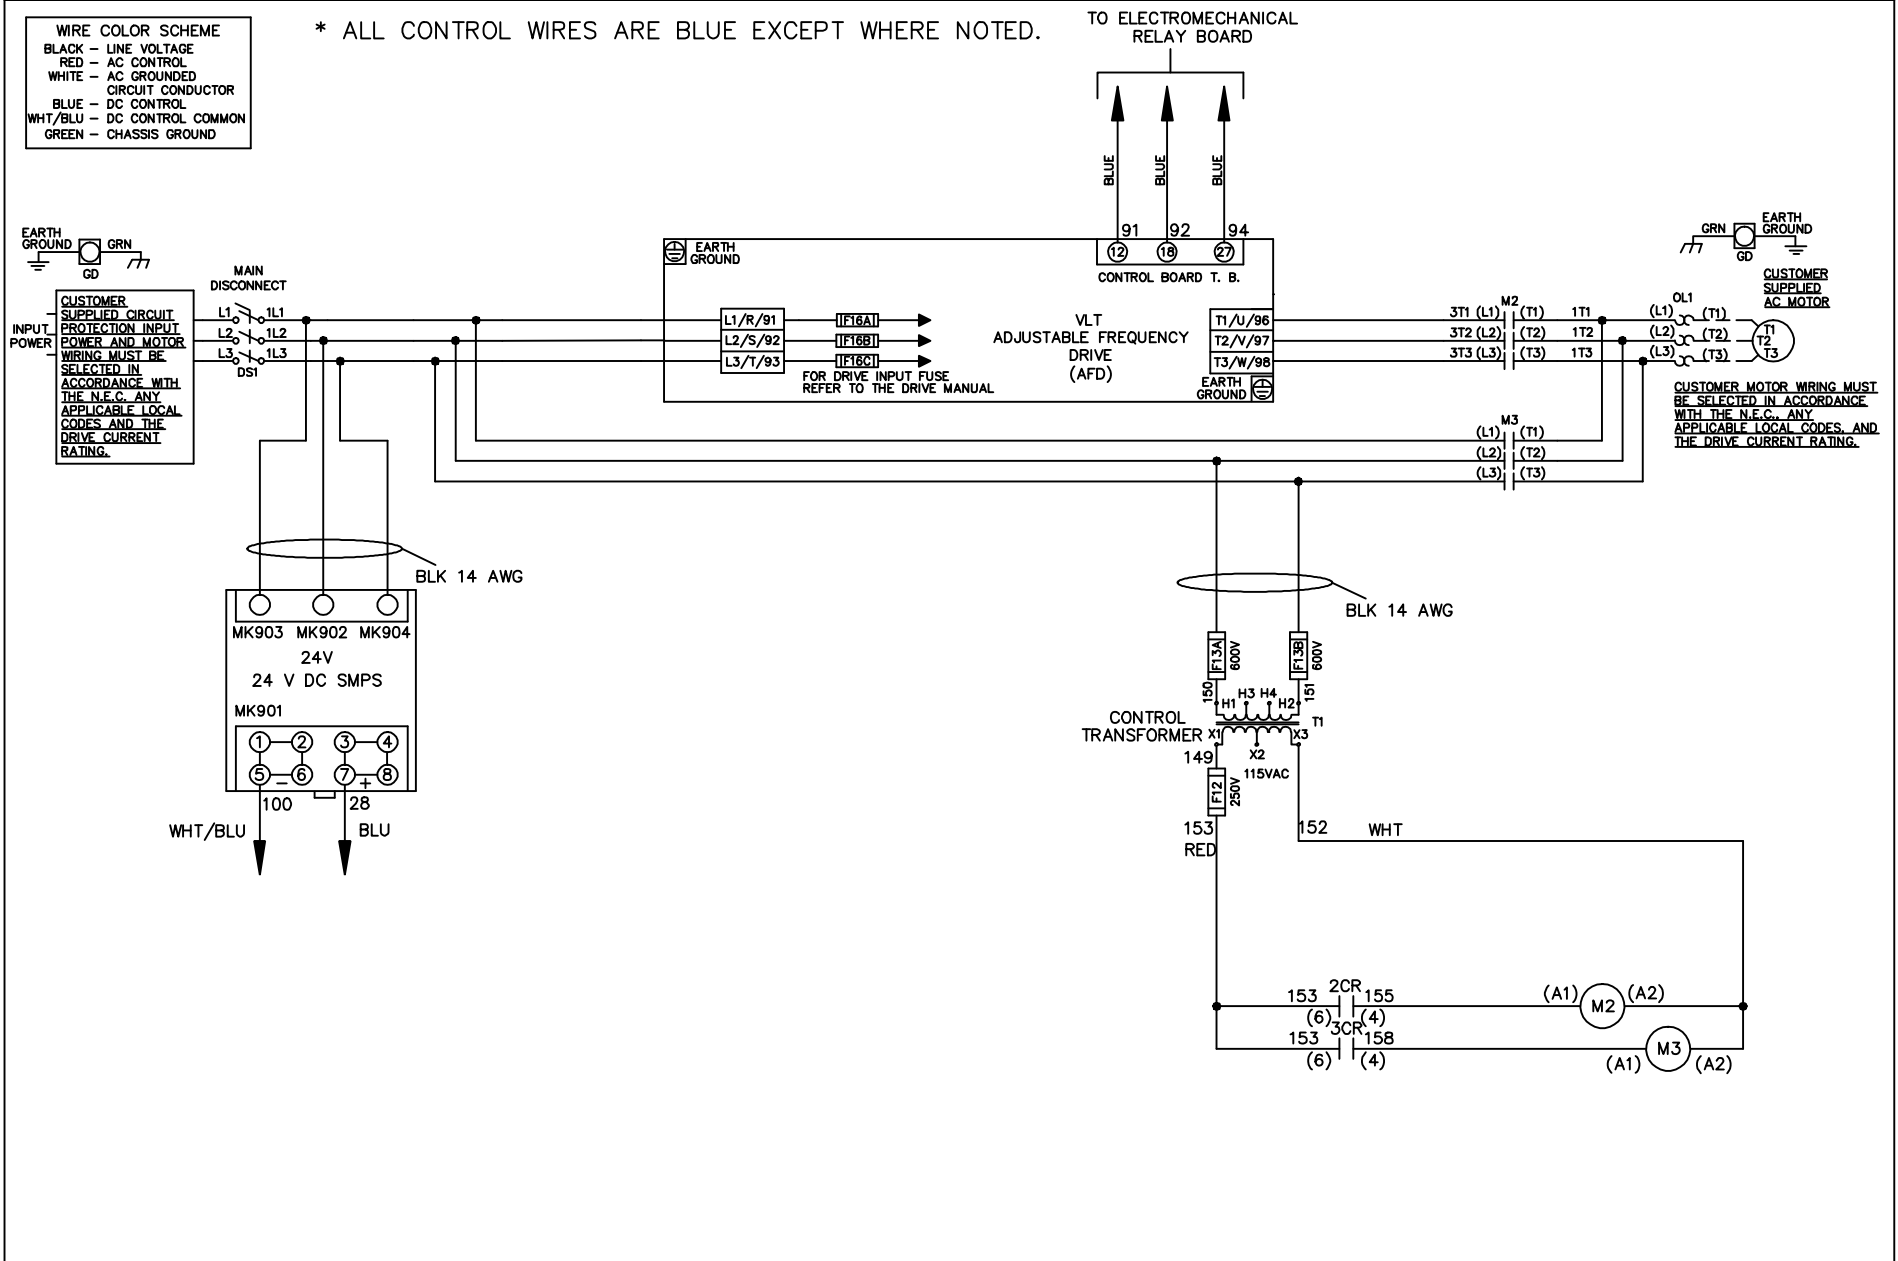 WIRE COLOR SCHEME
BLACK – LINE VOLTAGE
RED – AC CONTROL
WHITE – AC GROUNDED
CIRCUIT CONDUCTOR
BLUE – DC CONTROL
WHT/BLU – DC CONTROL COMMON
GREEN – CHASSIS GROUND
* ALL CONTROL WIRES ARE BLUE EXCEPT WHERE NOTED.
TO ELECTROMECHANICAL
RELAY BOARD
BLUE
BLUE
BLUE
91 92 94
12 18 27
CONTROL BOARD T. B.
EARTH
GROUND
GRN
GD
MAIN
DISCONNECT
INPUT
POWER
CUSTOMER
SUPPLIED CIRCUIT
PROTECTION INPUT
POWER AND MOTOR
WIRING MUST BE
SELECTED IN
ACCORDANCE WITH
THE N.E.C. ANY
APPLICABLE LOCAL
CODES AND THE
DRIVE CURRENT
RATING.
L1 1L1
L2 1L2
L3 1L3
DS1
EARTH
GROUND
L1/R/91 IF16A
L2/S/92 IF16B
L3/T/93 IF16C
FOR DRIVE INPUT FUSE
REFER TO THE DRIVE MANUAL
VLT
ADJUSTABLE FREQUENCY
DRIVE
(AFD)
T1/U/96
T2/V/97
T3/W/98
EARTH
GROUND
M2
3T1 (L1) (T1) 1T1
3T2 (L2) (T2) 1T2
3T3 (L3) (T3) 1T3
GRN
EARTH
GROUND
GD
CUSTOMER
SUPPLIED
AC MOTOR
OL1
(L1) (T1)
(L2) (T2)
(L3) (T3)
T1
T2
T3
CUSTOMER MOTOR WIRING MUST
BE SELECTED IN ACCORDANCE
WITH THE N.E.C., ANY
APPLICABLE LOCAL CODES, AND
THE DRIVE CURRENT RATING.
M3
(L1) (T1)
(L2) (T2)
(L3) (T3)
BLK 14 AWG
MK903 MK902 MK904
24V
24 V DC SMPS
MK901
1 2 3 4
5 – 6 7 + 8
100 28
WHT/BLU BLU
BLK 14 AWG
F13A
600V
F13B
600V
150
151
H1 H3 H4 H2
CONTROL
TRANSFORMER
T1
X1 X2 X3
149
115VAC
F12
250V
153
RED
152 WHT
153 2CR 155 (A1) M2 (A2)
(6) (4)
153 3CR 158 M3
(6) (4) (A1) (A2)